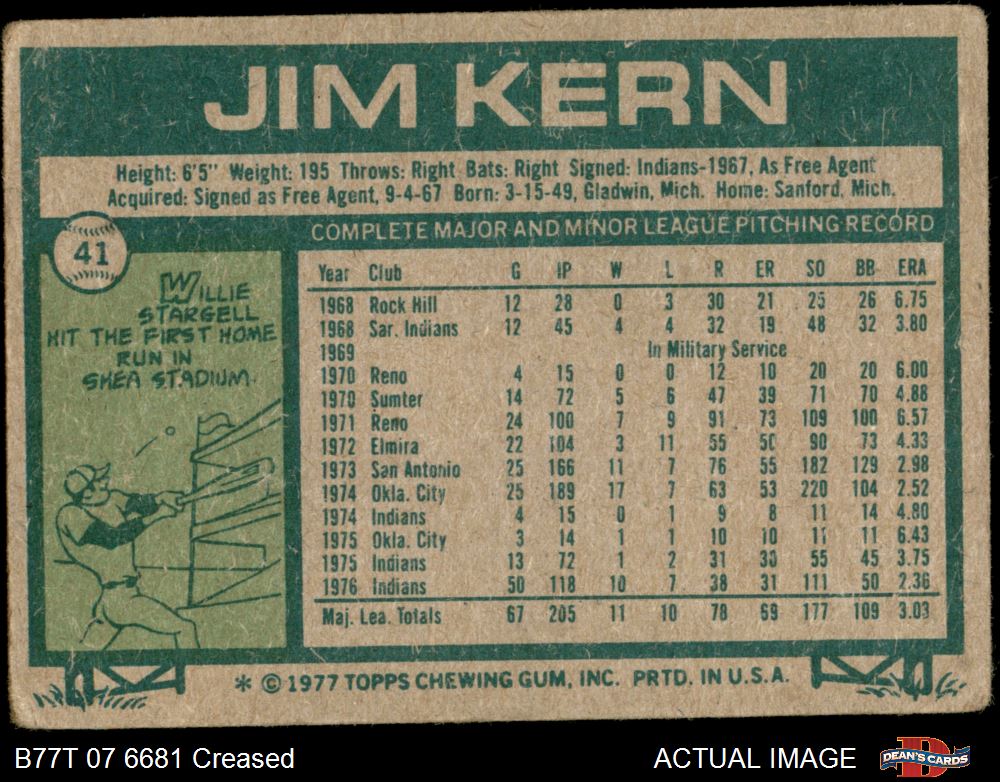 JIM KERN
Height: 6'5" Weight: 195 Throws: Right Bats: Right Signed: Indians-1967, As Free Agent
Acquired: Signed as Free Agent, 9-4-67 Born: 3-15-49, Gladwin, Mich. Home: Sanford, Mich.
41
COMPLETE MAJOR AND MINOR LEAGUE PITCHING RECORD
WILLIE
STARGELL
HIT THE FIRST HOME
RUN IN
SHEA STADIUM.
Year Club G IP W L R ER SO BB ERA
1968 Rock Hill 12 28 0 3 30 21 25 26 6.75
1968 Sar. Indians 12 45 4 4 32 19 48 32 3.80
1969 In Military Service
1970 Reno 4 15 0 0 12 10 20 20 6.00
1970 Sumter 14 72 5 6 47 39 71 70 4.88
1971 Reno 24 100 7 9 91 73 109 100 6.57
1972 Elmira 22 104 3 11 55 50 90 73 4.33
1973 San Antonio 25 166 11 7 76 55 182 129 2.98
1974 Okla. City 25 189 17 7 63 53 220 104 2.52
1974 Indians 4 15 0 1 9 8 11 14 4.80
1975 Okla. City 3 14 1 1 10 10 11 11 6.43
1975 Indians 13 72 1 2 31 30 55 45 3.75
1976 Indians 50 118 10 7 38 31 111 50 2.36
Maj. Lea. Totals 67 205 11 10 78 69 177 109 3.03
* © 1977 TOPPS CHEWING GUM, INC. PRTD. IN U.S.A.
B77T 07 6681 Creased
ACTUAL IMAGE
DEAN'S CARDS